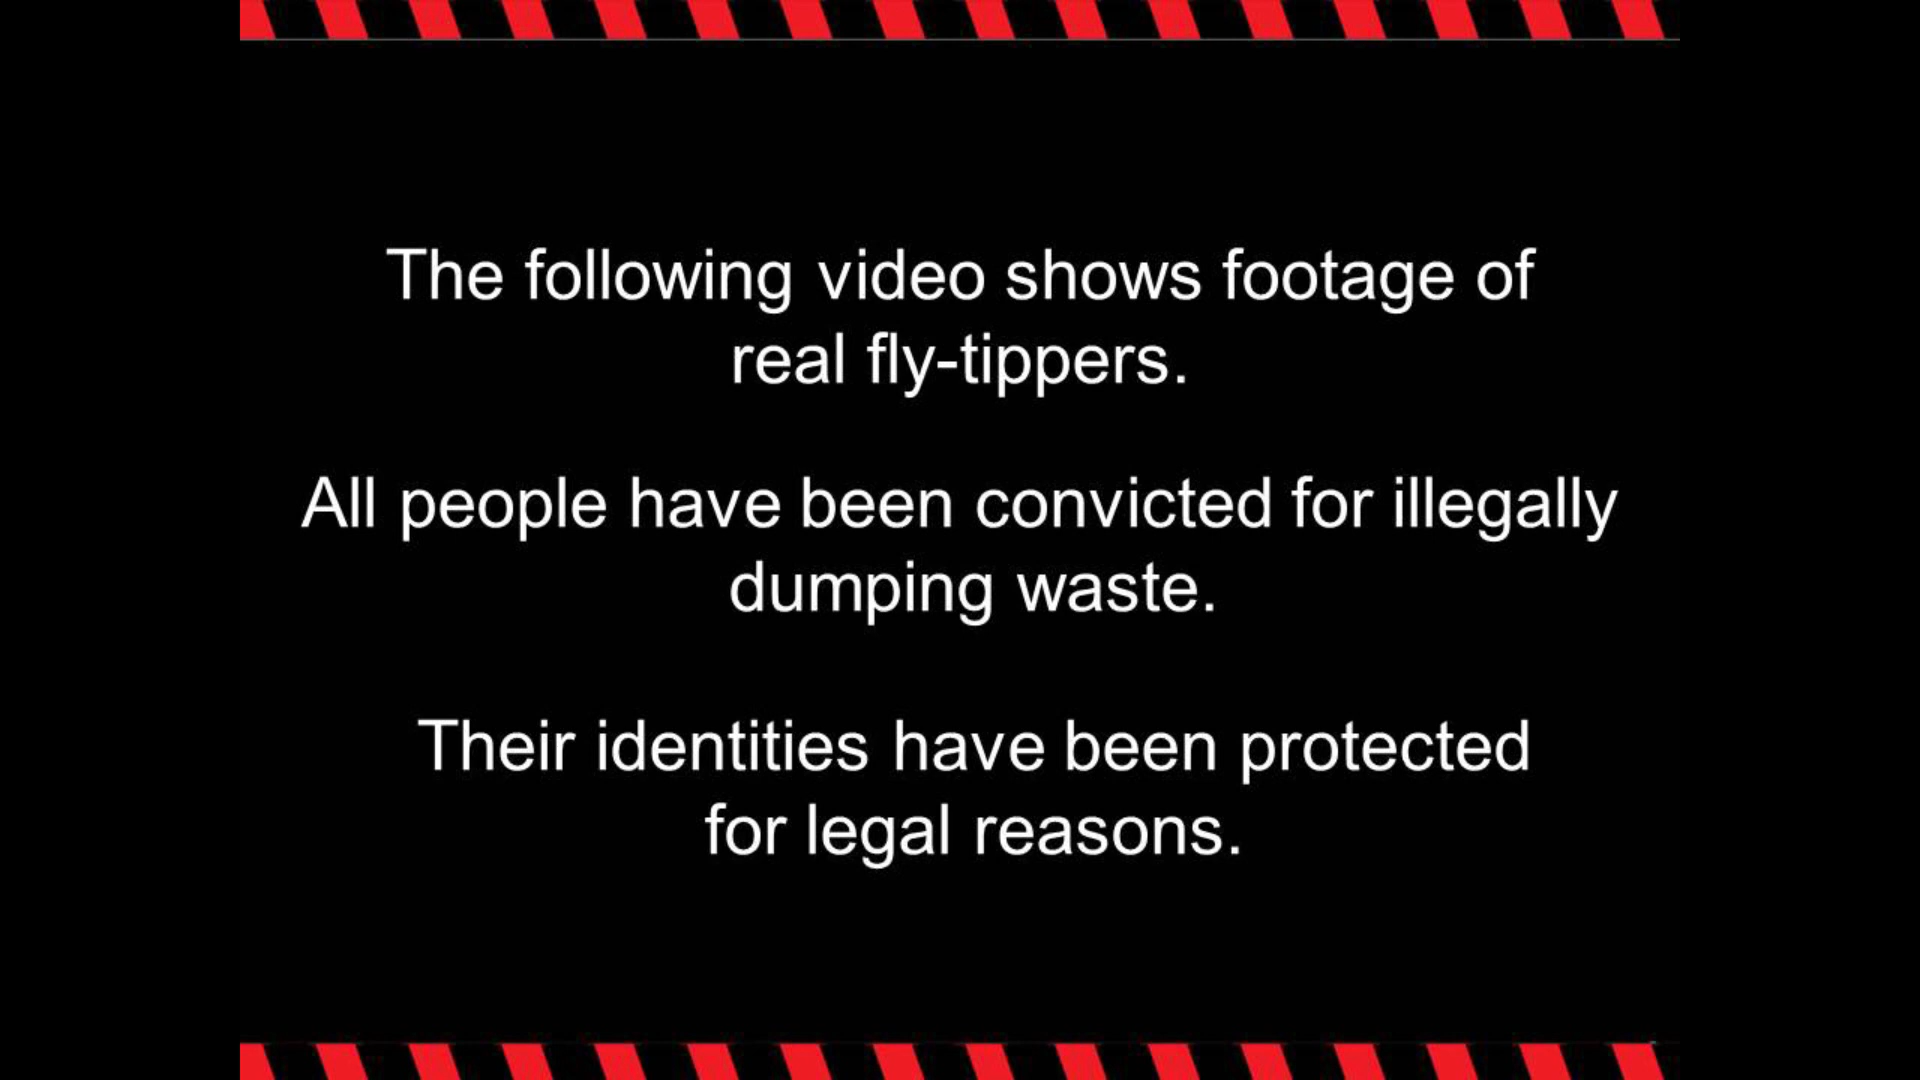 The following video shows footage of
real fly-tippers.
All people have been convicted for illegally
dumping waste.
Their identities have been protected
for legal reasons.